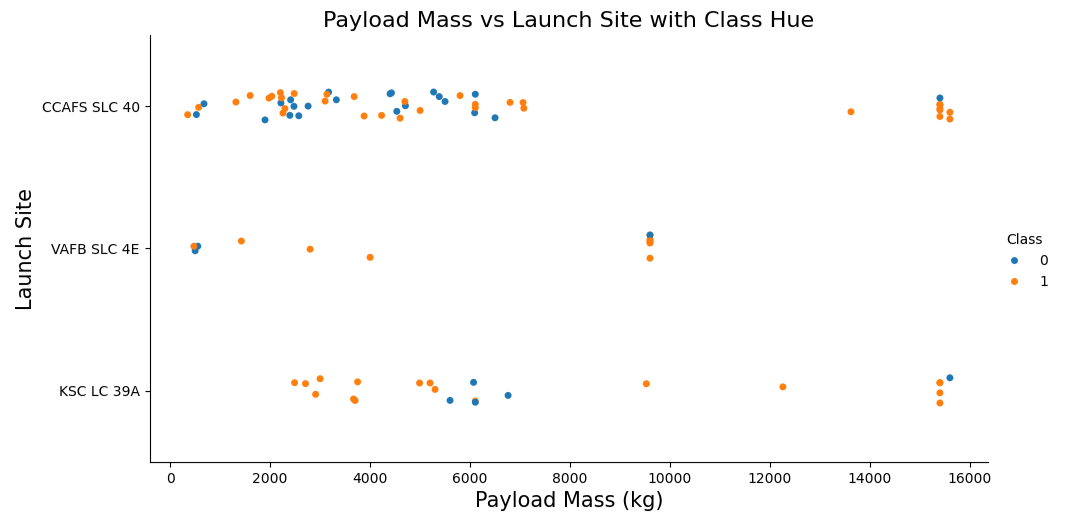 Payload Mass vs Launch Site with Class Hue
Launch Site
CCAFS SLC 40
VAFB SLC 4E
KSC LC 39A
0
2000
4000
6000
8000
10000
12000
14000
16000
Payload Mass (kg)
Class
0
1